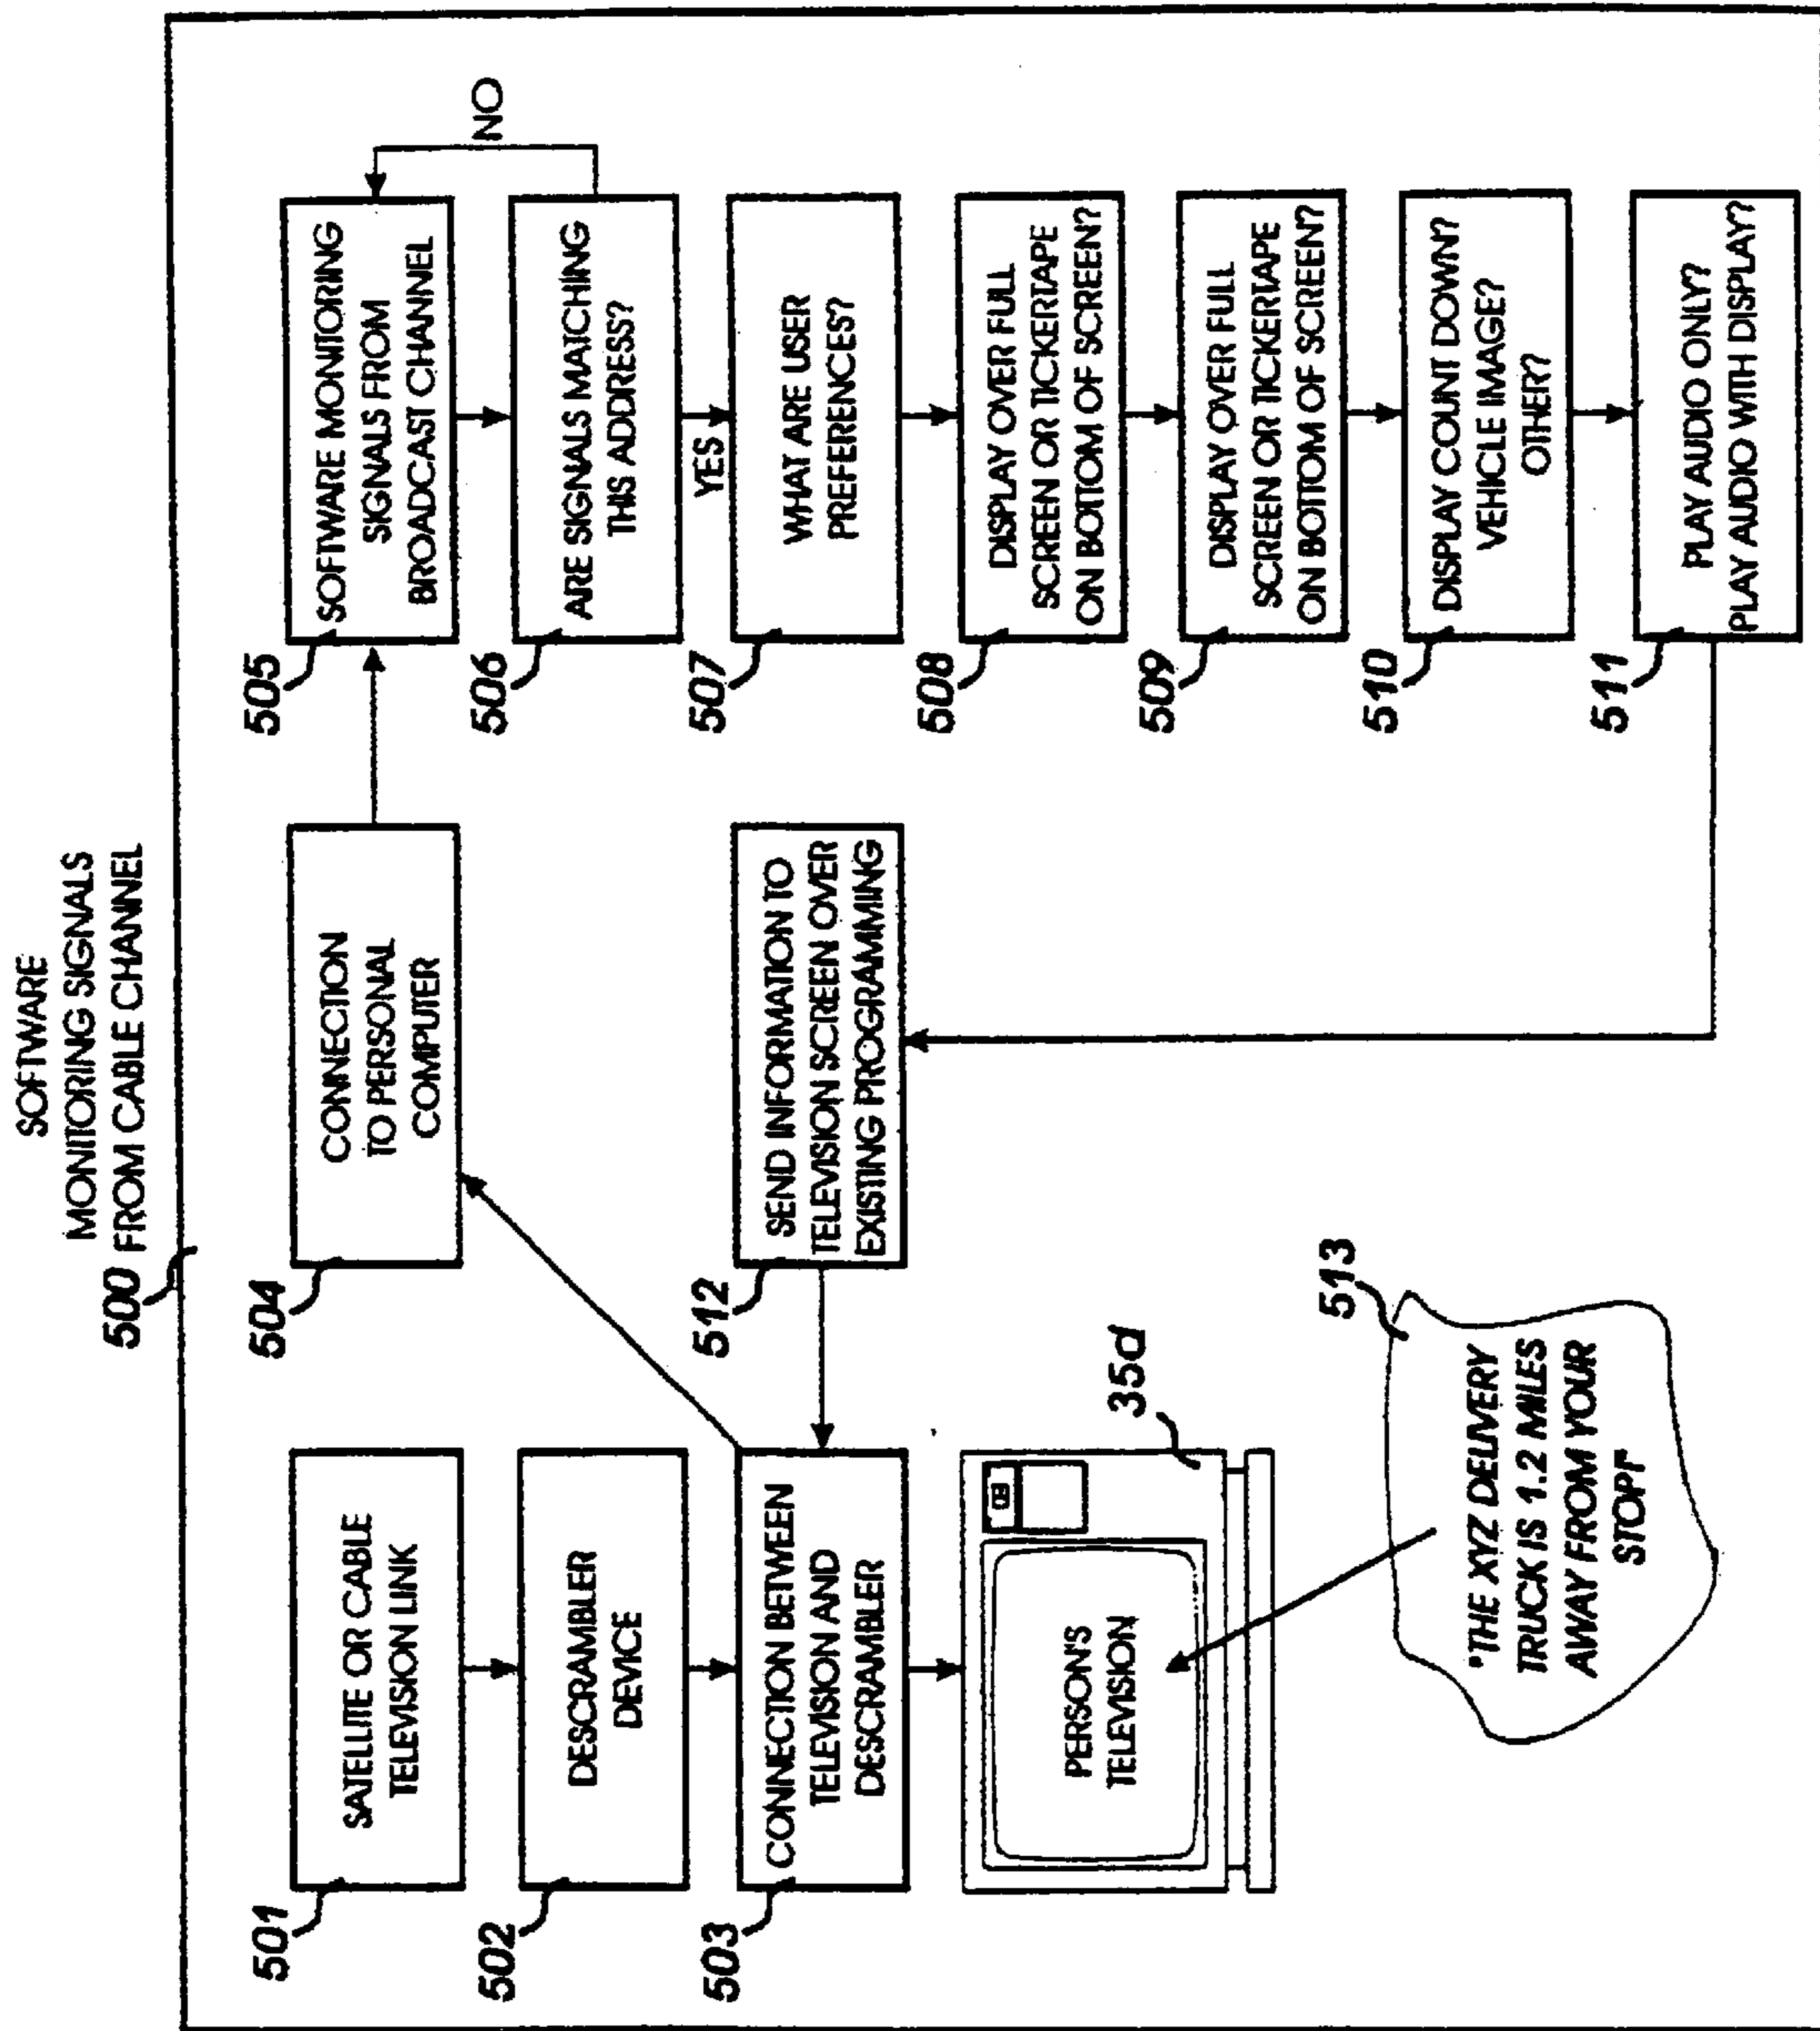 SOFTWARE
MONITORING SIGNALS
FROM CABLE CHANNEL
500
501
SATELLITE OR CABLE
TELEVISION LINK
502
DESCRAMBLER
DEVICE
503
CONNECTION BETWEEN
TELEVISION AND
DESCRAMBLER
35d
PERSON'S
TELEVISION
513
"THE XYZ DELIVERY
TRUCK IS 1.2 MILES
AWAY FROM YOUR
STOP!"
504
CONNECTION
TO PERSONAL
COMPUTER
512
SEND INFORMATION TO
TELEVISION SCREEN OVER
EXISTING PROGRAMMING
505
SOFTWARE MONITORING
SIGNALS FROM
BROADCAST CHANNEL
NO
506
ARE SIGNALS MATCHING
THIS ADDRESS?
YES
507
WHAT ARE USER
PREFERENCES?
508
DISPLAY OVER FULL
SCREEN OR TICKERTAPE
ON BOTTOM OF SCREEN?
509
DISPLAY OVER FULL
SCREEN OR TICKERTAPE
ON BOTTOM OF SCREEN?
510
DISPLAY COUNT DOWN?
VEHICLE IMAGE?
OTHER?
511
PLAY AUDIO ONLY?
PLAY AUDIO WITH DISPLAY?